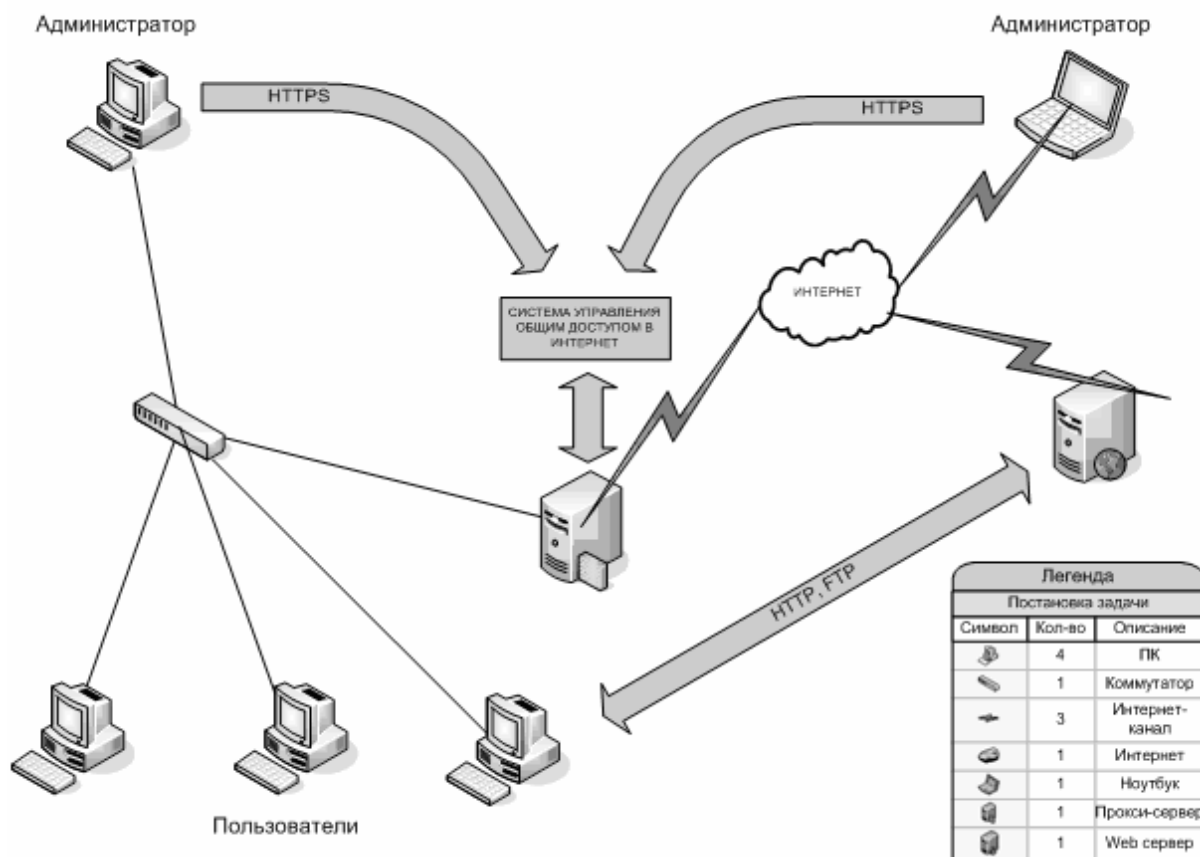 Администратор
Администратор
HTTPS
HTTPS
ИНТЕРНЕТ
СИСТЕМА УПРАВЛЕНИЯ
ОБЩИМ ДОСТУПОМ В
ИНТЕРНЕТ
HTTP, FTP
Пользователи
Легенда
Постановка задачи
Символ Кол-во Описание
4 ПК
1 Коммутатор
3 Интернет-
канал
1 Интернет
1 Ноутбук
1 Прокси-сервер
1 Web сервер